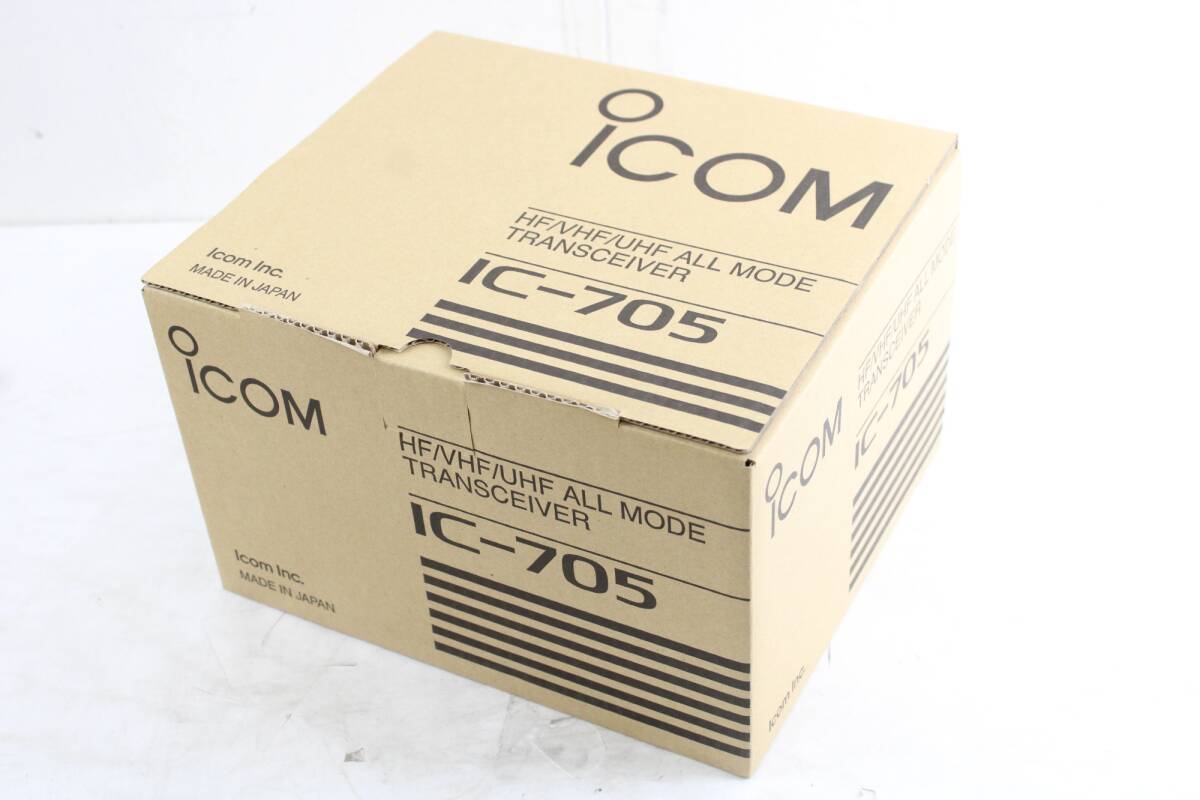 ICOM
HF/VHF/UHF ALL MODE
TRANSCEIVER
IC-705
Icom Inc.
MADE IN JAPAN
ICOM
HF/VHF/UHF ALL MODE
TRANSCEIVER
IC-705
Icom Inc.
MADE IN JAPAN
ICOM
HF/VHF/UHF ALL MODE
TRANSCEIVER
IC-705
Icom Inc.